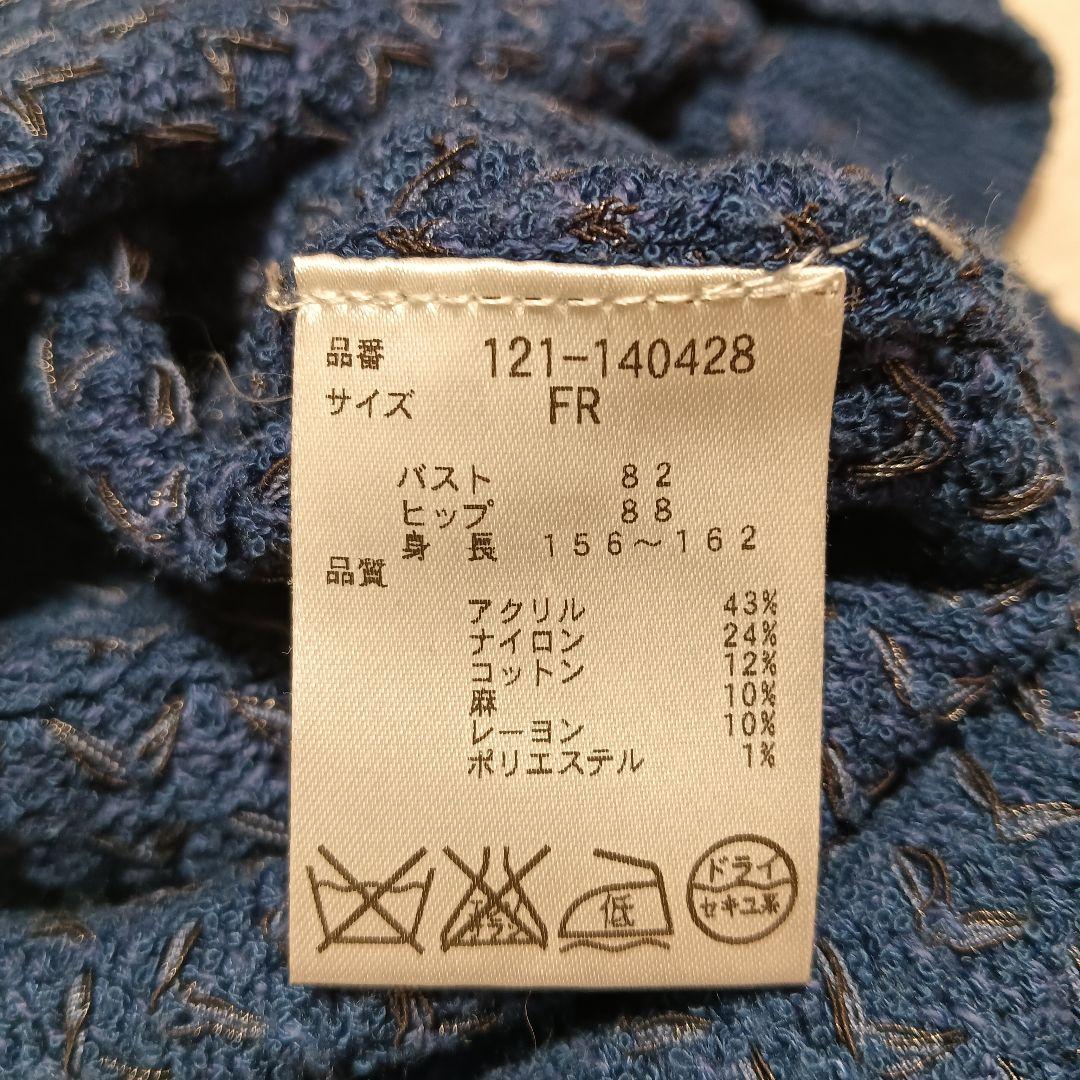 品番 121-140428
サイズ FR
バスト 82
ヒップ 88
身長 156～162
品質
アクリル 43%
ナイロン 24%
コットン 12%
麻 10%
レーヨン 10%
ポリエステル 1%
低
ドライ
セキユ系